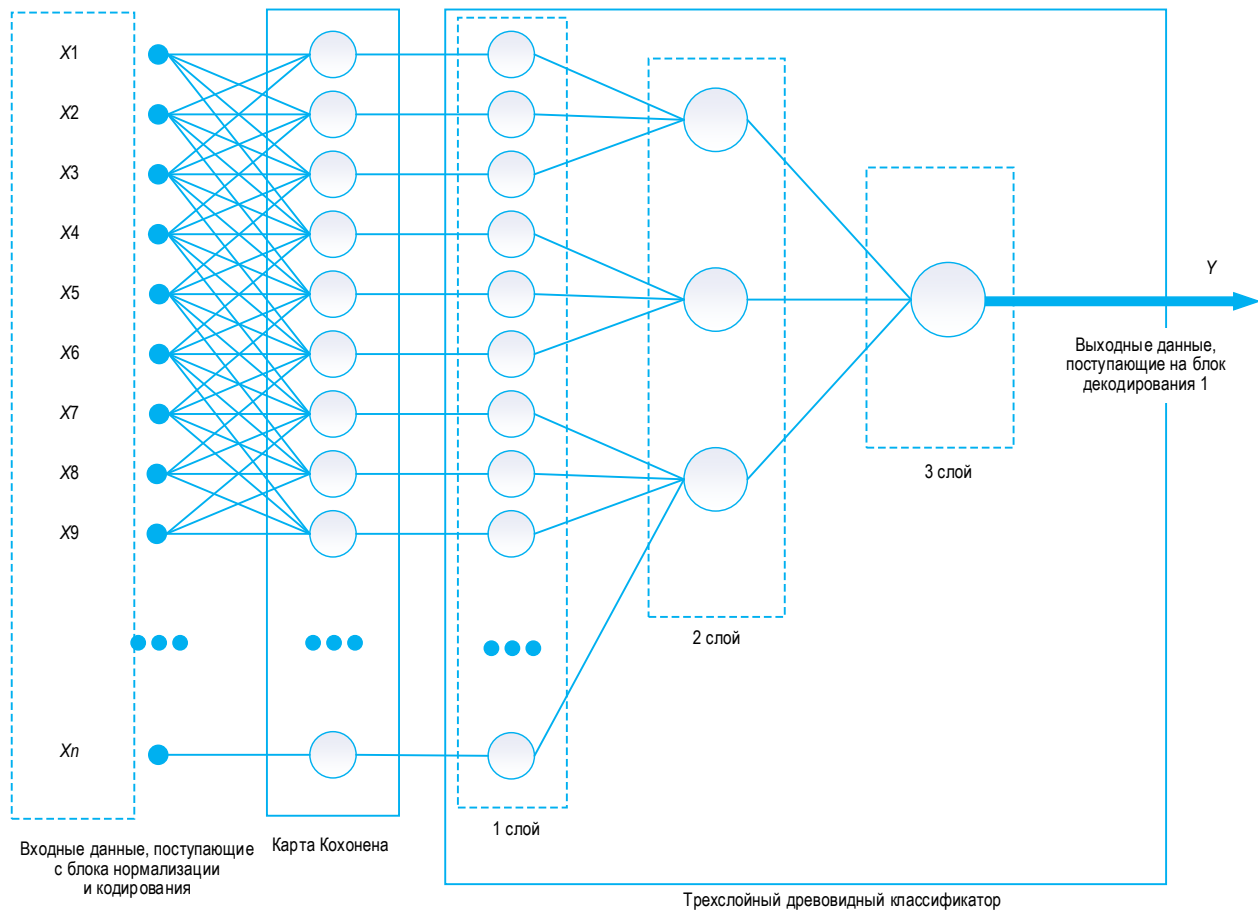 X1
X2
X3
X4
X5
X6
X7
X8
X9
Xn
Входные данные, поступающие
с блока нормализации
и кодирования
Карта Кохонена
1 слой
2 слой
3 слой
Y
Выходные данные,
поступающие на блок
декодирования 1
Трехслойный древовидный классификатор